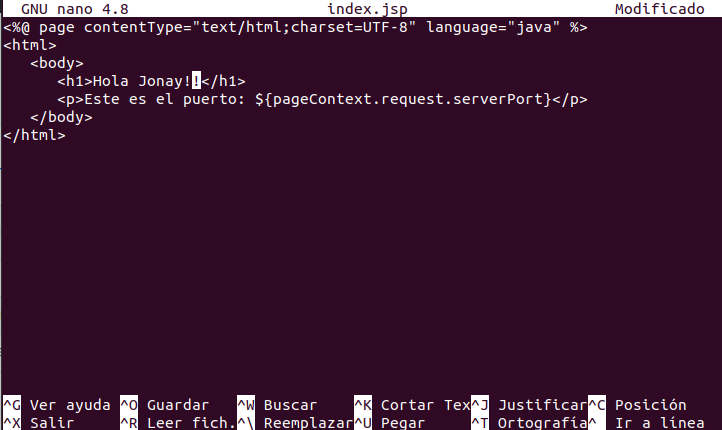 GNU nano 4.8 index.jsp Modificado
<%@ page contentType="text/html;charset=UTF-8" language="java" %>
<html>
<body>
<h1>Hola Jonay!!</h1>
<p>Este es el puerto: ${pageContext.request.serverPort}</p>
</body>
</html>
^G Ver ayuda ^O Guardar ^W Buscar ^K Cortar Tex^J Justificar^C Posición
^X Salir ^R Leer fich.^\ Reemplazar^U Pegar ^T Ortografía^_ Ir a línea